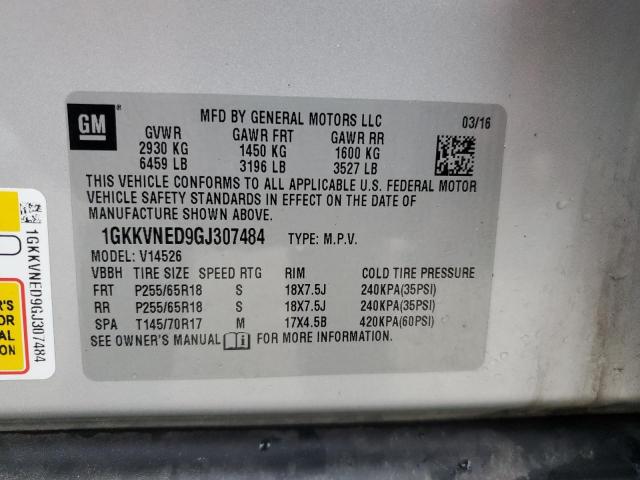 GM
MFD BY GENERAL MOTORS LLC 03/16
GVWR GAWR FRT GAWR RR
2930 KG 1450 KG 1600 KG
6459 LB 3196 LB 3527 LB
THIS VEHICLE CONFORMS TO ALL APPLICABLE U.S. FEDERAL MOTOR
VEHICLE SAFETY STANDARDS IN EFFECT ON THE DATE OF
MANUFACTURE SHOWN ABOVE.
1GKKVNED9GJ307484 TYPE: M.P.V.
MODEL: V14526
VBBH TIRE SIZE SPEED RTG RIM COLD TIRE PRESSURE
FRT P255/65R18 S 18X7.5J 240KPA(35PSI)
RR P255/65R18 S 18X7.5J 240KPA(35PSI)
SPA T145/70R17 M 17X4.5B 420KPA(60PSI)
SEE OWNER'S MANUAL i FOR MORE INFORMATION.
1GKKVNED9GJ307484
ER'S
FOR
NAL
ION